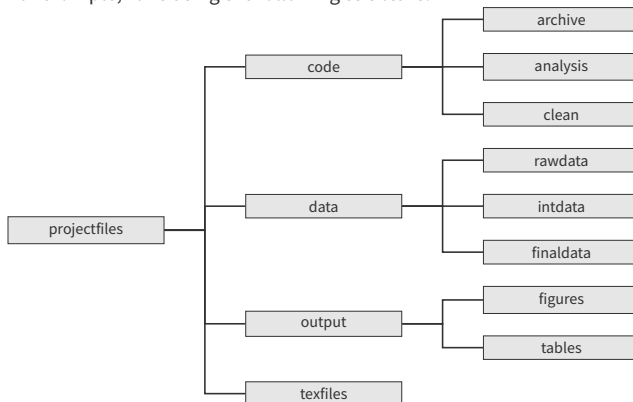 archive
code
analysis
clean
rawdata
data
intdata
projectfiles
finaldata
figures
output
tables
texfiles